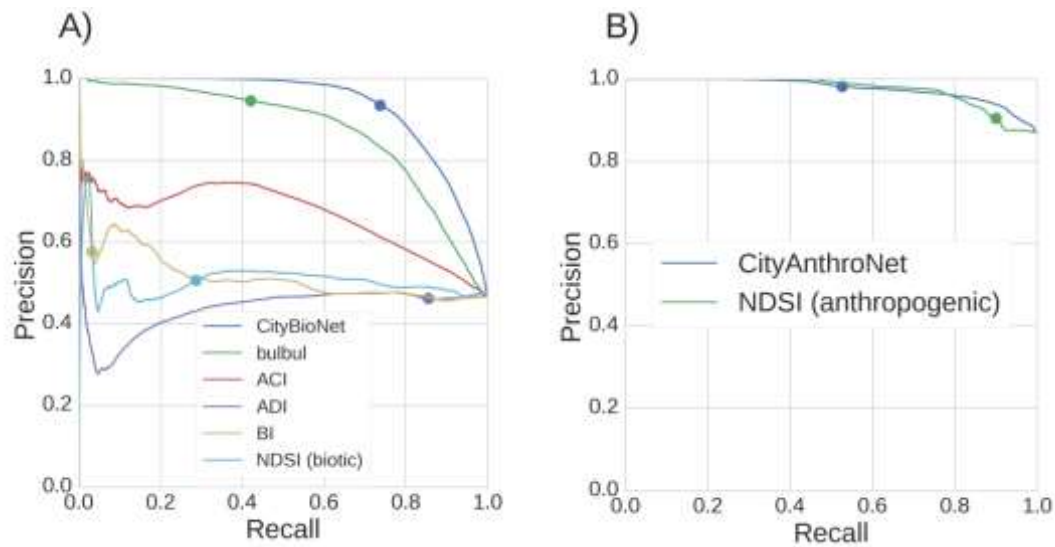 A)
1.0
0.8
0.6
0.4
0.2
0.0
Precision
CityBioNet
bulbul
ACI
ADI
BI
NDSI (biotic)
0.0 0.2 0.4 0.6 0.8 1.0
Recall
B)
1.0
0.8
0.6
0.4
0.2
0.0
Precision
CityAnthroNet
NDSI (anthropogenic)
0.0 0.2 0.4 0.6 0.8 1.0
Recall